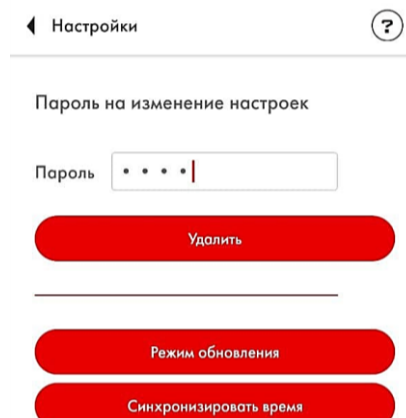 Настройки ?
Пароль на изменение настроек
Пароль ••••
Удалить
Режим обновления
Синхронизировать время